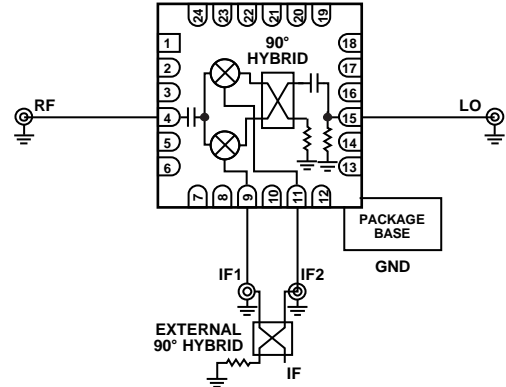 24 23 22 21 20 19
90°
HYBRID
1
2
3
4
5
6
18
17
16
15
14
13
RF
LO
7 8 9 10 11 12
PACKAGE
BASE
GND
IF1
IF2
EXTERNAL
90° HYBRID
IF